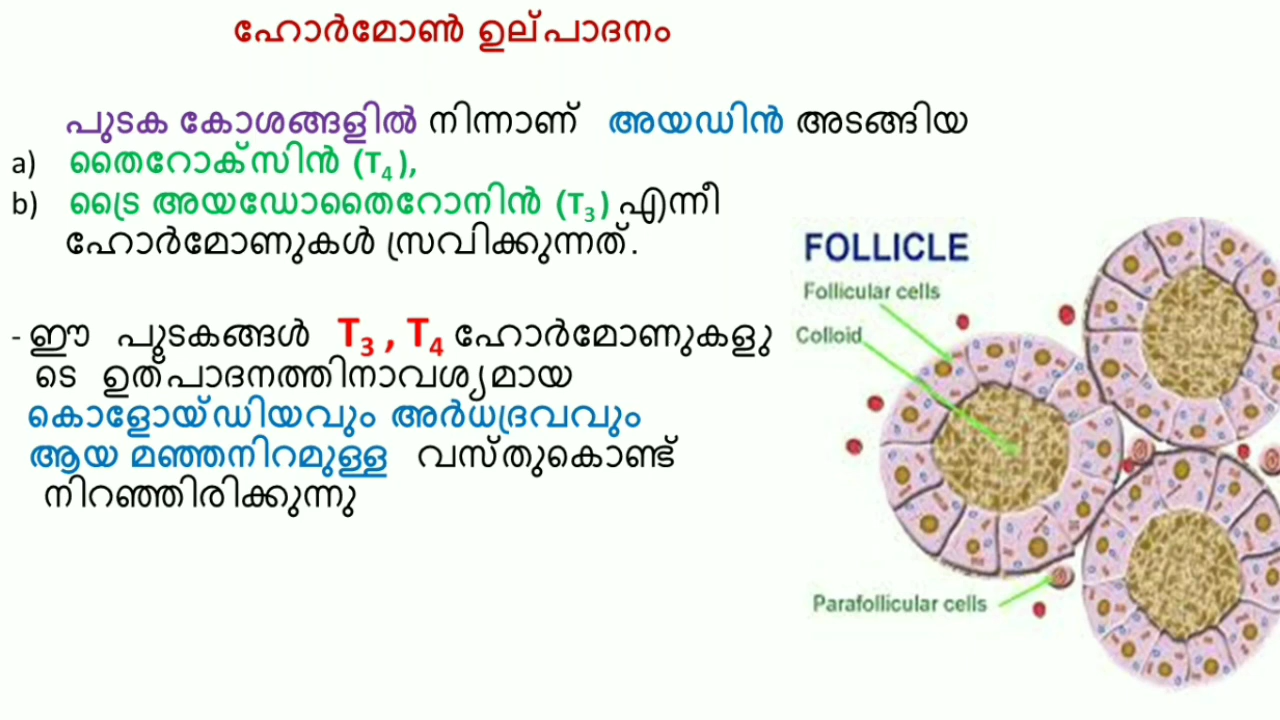 ഹോർമോൺ ഉല്പാദനം
പുടക കോശങ്ങളിൽ നിന്നാണ് അയഡിൻ അടങ്ങിയ
a) തൈറോക്സിൻ (T₄),
b) ട്രൈ അയഡോതൈറോനിൻ (T₃) എന്നീ
ഹോർമോണുകൾ സ്രവിക്കുന്നത്.
- ഈ പുടകങ്ങൾ T₃ , T₄ ഹോർമോണുകളു
ടെ ഉത്പാദനത്തിനാവശ്യമായ
കൊളോയ്ഡിയവും അർധദ്രവവും
ആയ മഞ്ഞനിറമുള്ള വസ്തുകൊണ്ട്
നിറഞ്ഞിരിക്കുന്നു
FOLLICLE
Follicular cells
Colloid
Parafollicular cells